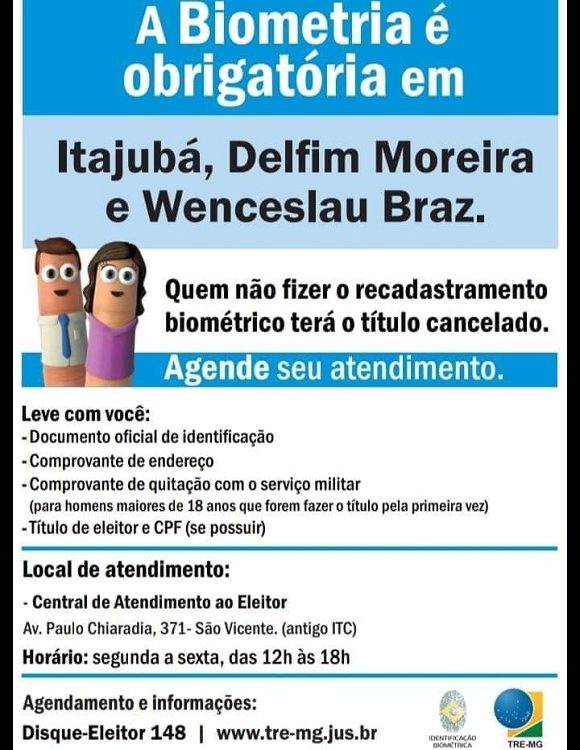 A Biometria é
obrigatória em
Itajubá, Delfim Moreira
e Wenceslau Braz.
Quem não fizer o recadastramento
biométrico terá o título cancelado.
Agende seu atendimento.
Leve com você:
- Documento oficial de identificação
- Comprovante de endereço
- Comprovante de quitação com o serviço militar
(para homens maiores de 18 anos que forem fazer o título pela primeira vez)
- Título de eleitor e CPF (se possuir)
Local de atendimento:
- Central de Atendimento ao Eleitor
Av. Paulo Chiaradia, 371- São Vicente. (antigo ITC)
Horário: segunda a sexta, das 12h às 18h
Agendamento e informações:
Disque-Eleitor 148 | www.tre-mg.jus.br
IDENTIFICAÇÃO
BIOMÉTRICA
TRE-MG